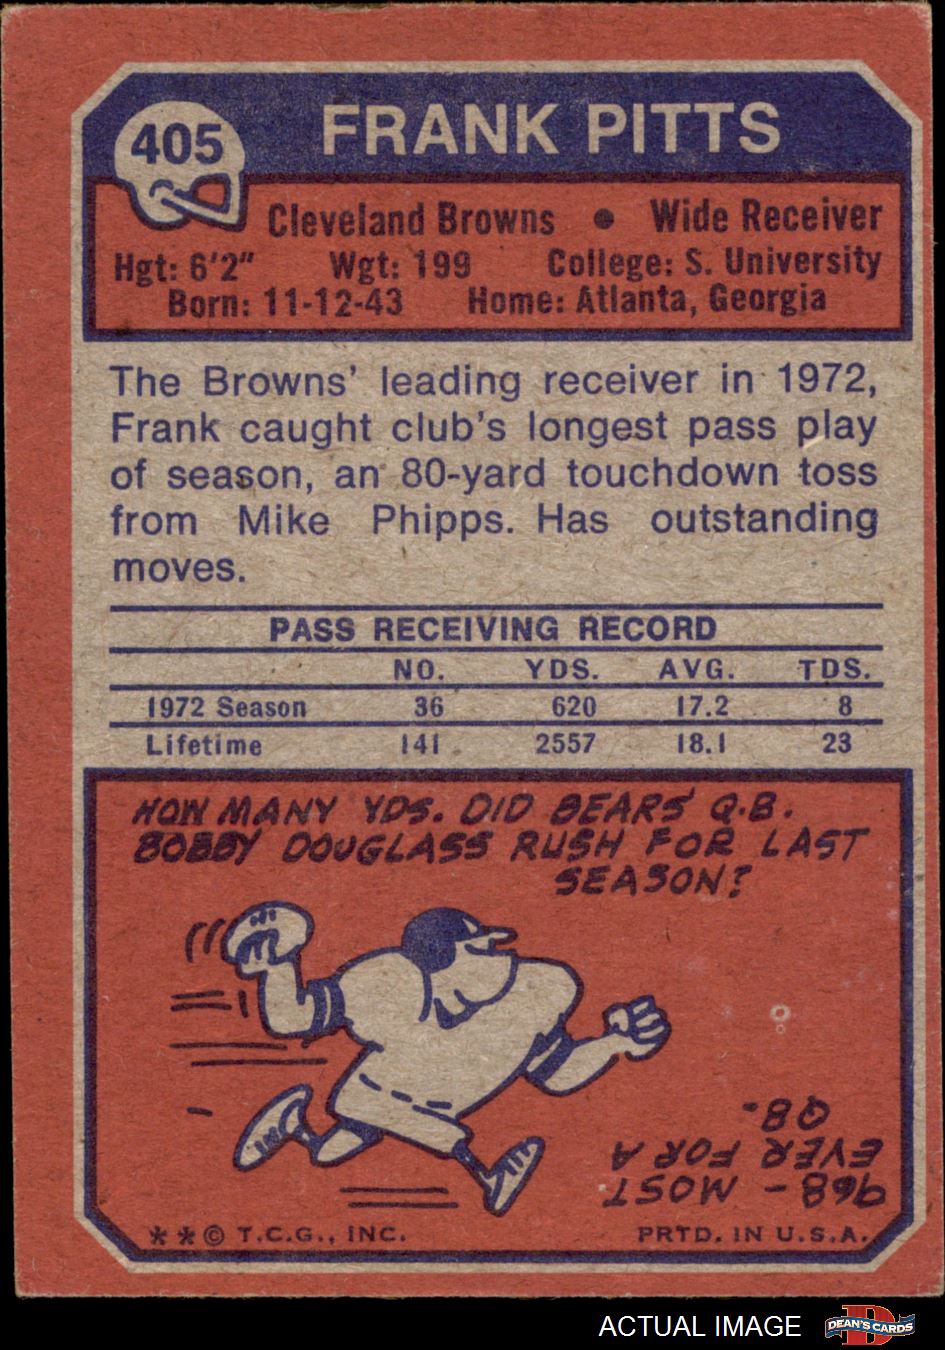 405
FRANK PITTS
Cleveland Browns • Wide Receiver
Hgt: 6'2" Wgt: 199 College: S. University
Born: 11-12-43 Home: Atlanta, Georgia
The Browns' leading receiver in 1972,
Frank caught club's longest pass play
of season, an 80-yard touchdown toss
from Mike Phipps. Has outstanding
moves.
PASS RECEIVING RECORD
NO. YDS. AVG. TDS.
1972 Season 36 620 17.2 8
Lifetime 141 2557 18.1 23
HOW MANY YDS. DID BEARS' Q.B.
BOBBY DOUGLASS RUSH FOR LAST
SEASON?
968 - MOST
EVER FOR A
QB.
** © T.C.G., INC. PRTD. IN U.S.A.
ACTUAL IMAGE DEAN'S CARDS